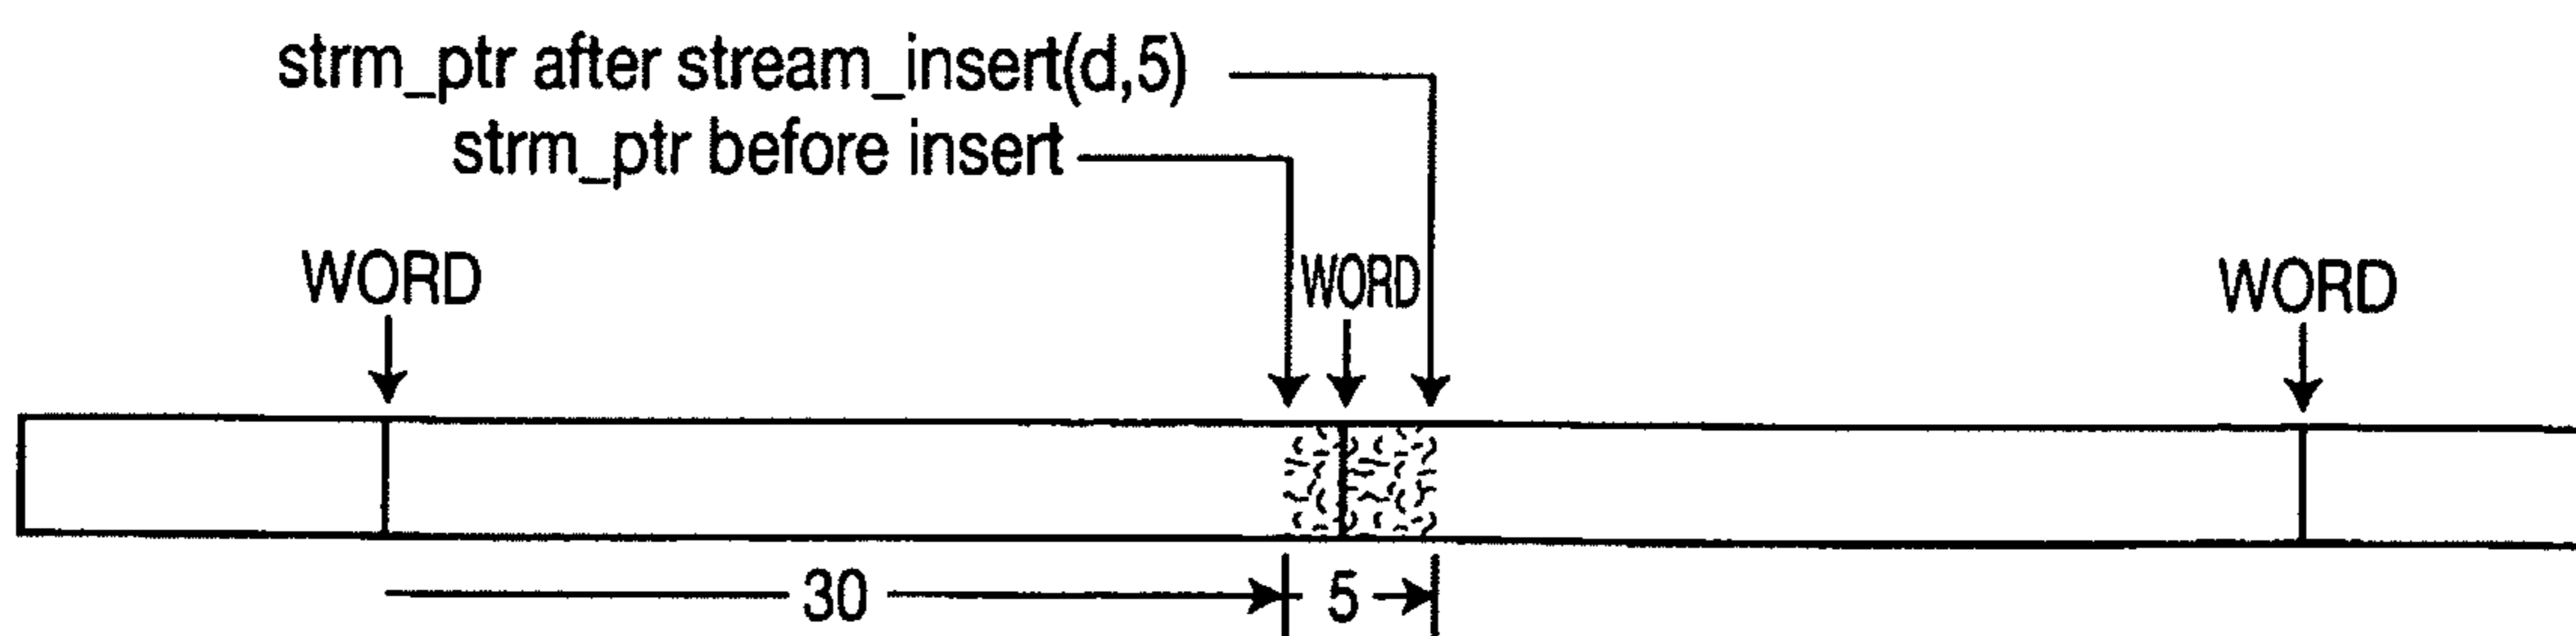 strm_ptr after stream_insert(d,5)
strm_ptr before insert
WORD
WORD
WORD
30
5